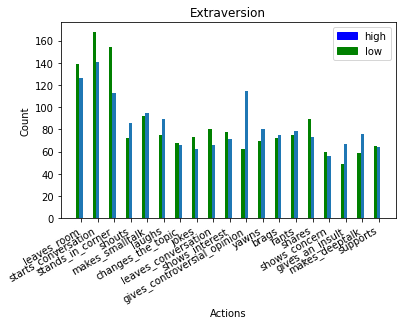 Extraversion
high
low
Count
160
140
120
100
80
60
40
20
0
leaves_room
starts_conversation
stands_in_corner
shouts
makes_smalltalk
laughs
changes_the_topic
jokes
leaves_conversation
shows_interest
gives_controversial_opinion
yawns
brags
rants
shares
shows_concern
gives_an_insult
makes_deeptalk
supports
Actions